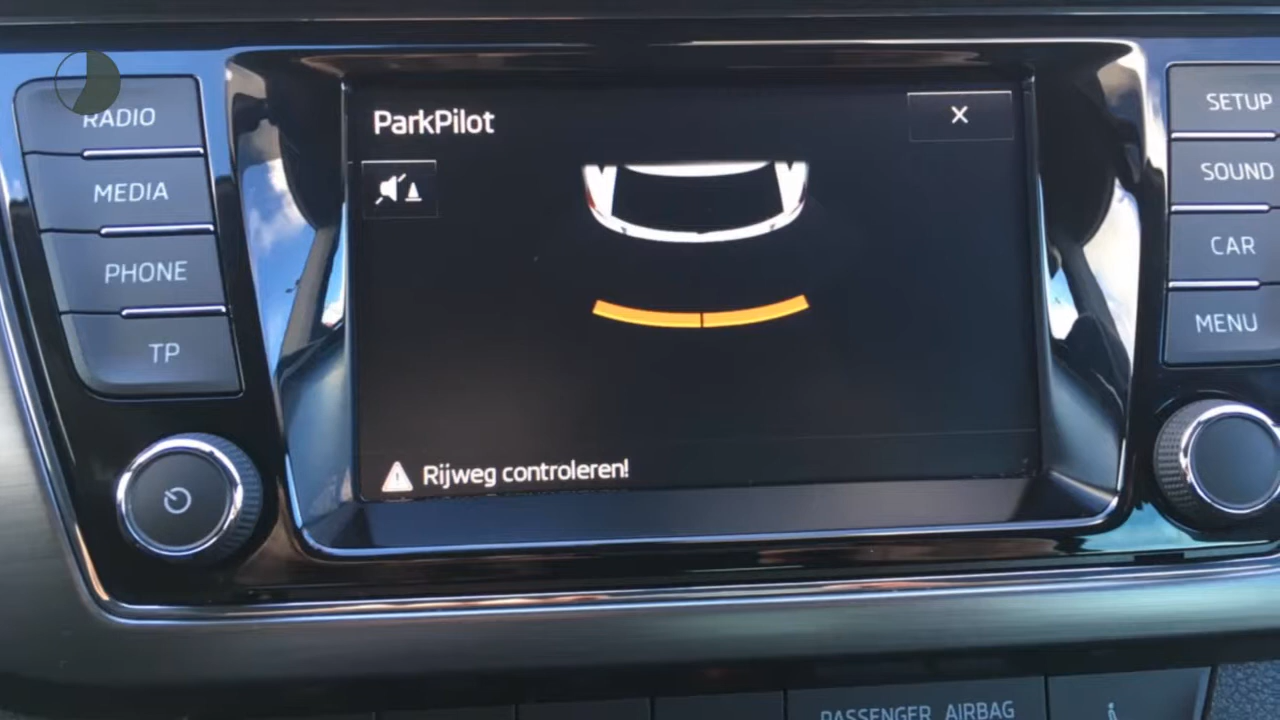 RADIO
MEDIA
PHONE
TP
ParkPilot
Rijweg controleren!
SETUP
SOUND
CAR
MENU
PASSENGER AIRBAG